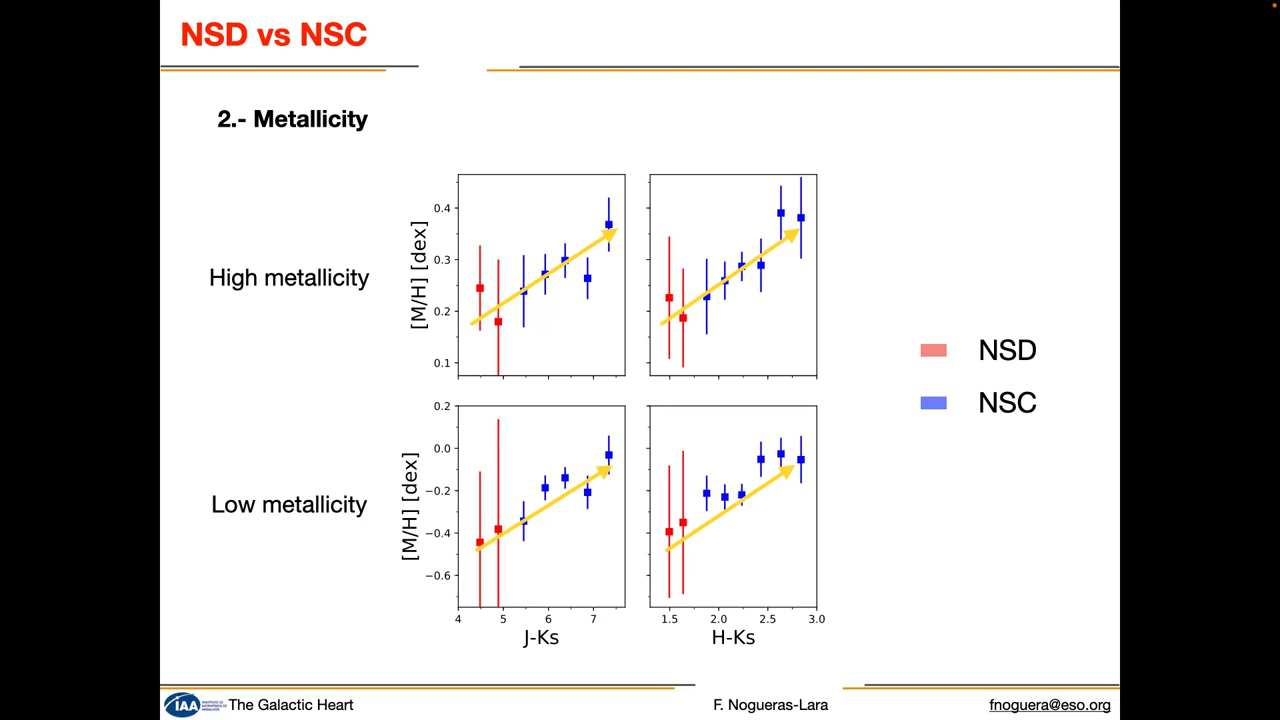 NSD vs NSC
2.- Metallicity
High metallicity
[M/H] [dex]
0.4
0.3
0.2
0.1
Low metallicity
[M/H] [dex]
0.2
0.0
−0.2
−0.4
−0.6
4 5 6 7
J-Ks
1.5 2.0 2.5 3.0
H-Ks
NSD
NSC
IAA
The Galactic Heart
F. Nogueras-Lara
fnoguera@eso.org